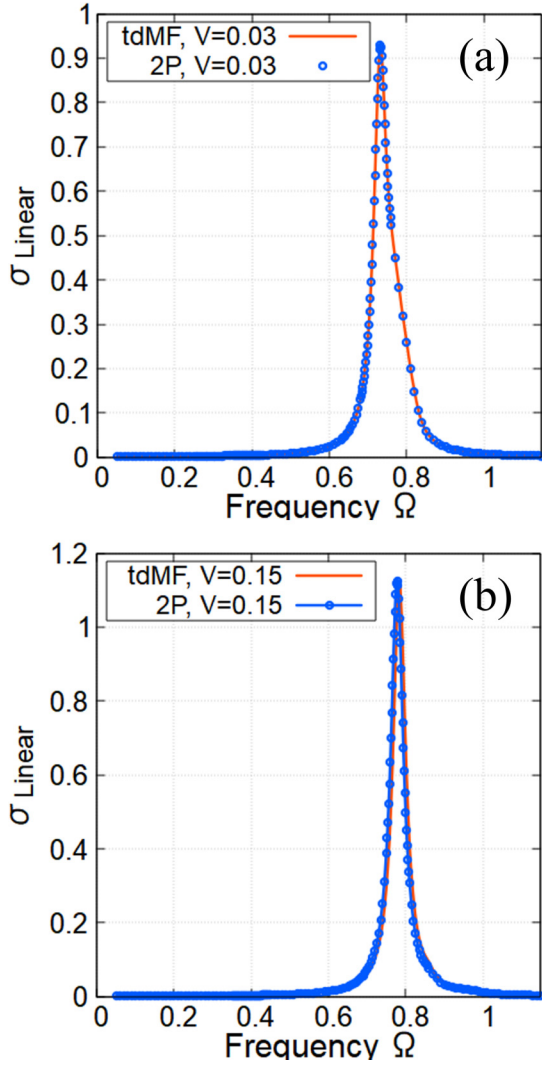 tdMF, V=0.03
2P, V=0.03
(a)
1
0.9
0.8
0.7
0.6
0.5
0.4
0.3
0.2
0.1
0
σ Linear
0 0.2 0.4 0.6 0.8 1
Frequency Ω
tdMF, V=0.15
2P, V=0.15
(b)
1.2
1
0.8
0.6
0.4
0.2
0
σ Linear
0 0.2 0.4 0.6 0.8 1
Frequency Ω